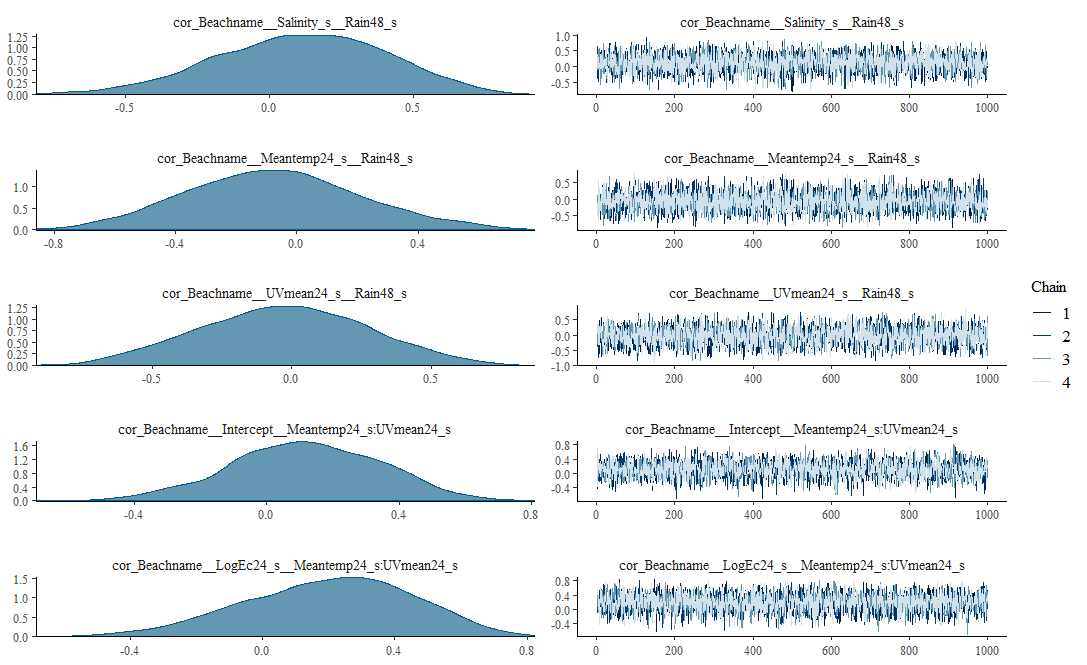 cor_Beachname__Salinity_s__Rain48_s
1.25
1.00
0.75
0.50
0.25
0.00
-0.5 0.0 0.5
cor_Beachname__Salinity_s__Rain48_s
1.0
0.5
0.0
-0.5
0 200 400 600 800 1000
cor_Beachname__Meantemp24_s__Rain48_s
1.0
0.5
0.0
-0.8 -0.4 0.0 0.4
cor_Beachname__Meantemp24_s__Rain48_s
0.5
0.0
-0.5
0 200 400 600 800 1000
cor_Beachname__UVmean24_s__Rain48_s
1.25
1.00
0.75
0.50
0.25
0.00
-0.5 0.0 0.5
cor_Beachname__UVmean24_s__Rain48_s
0.5
0.0
-0.5
-1.0
0 200 400 600 800 1000
cor_Beachname__Intercept__Meantemp24_s:UVmean24_s
1.6
1.2
0.8
0.4
0.0
-0.4 0.0 0.4 0.8
cor_Beachname__Intercept__Meantemp24_s:UVmean24_s
0.8
0.4
0.0
-0.4
0 200 400 600 800 1000
cor_Beachname__LogEc24_s__Meantemp24_s:UVmean24_s
1.5
1.0
0.5
0.0
-0.4 0.0 0.4 0.8
cor_Beachname__LogEc24_s__Meantemp24_s:UVmean24_s
0.8
0.4
0.0
-0.4
0 200 400 600 800 1000
Chain
1
2
3
4